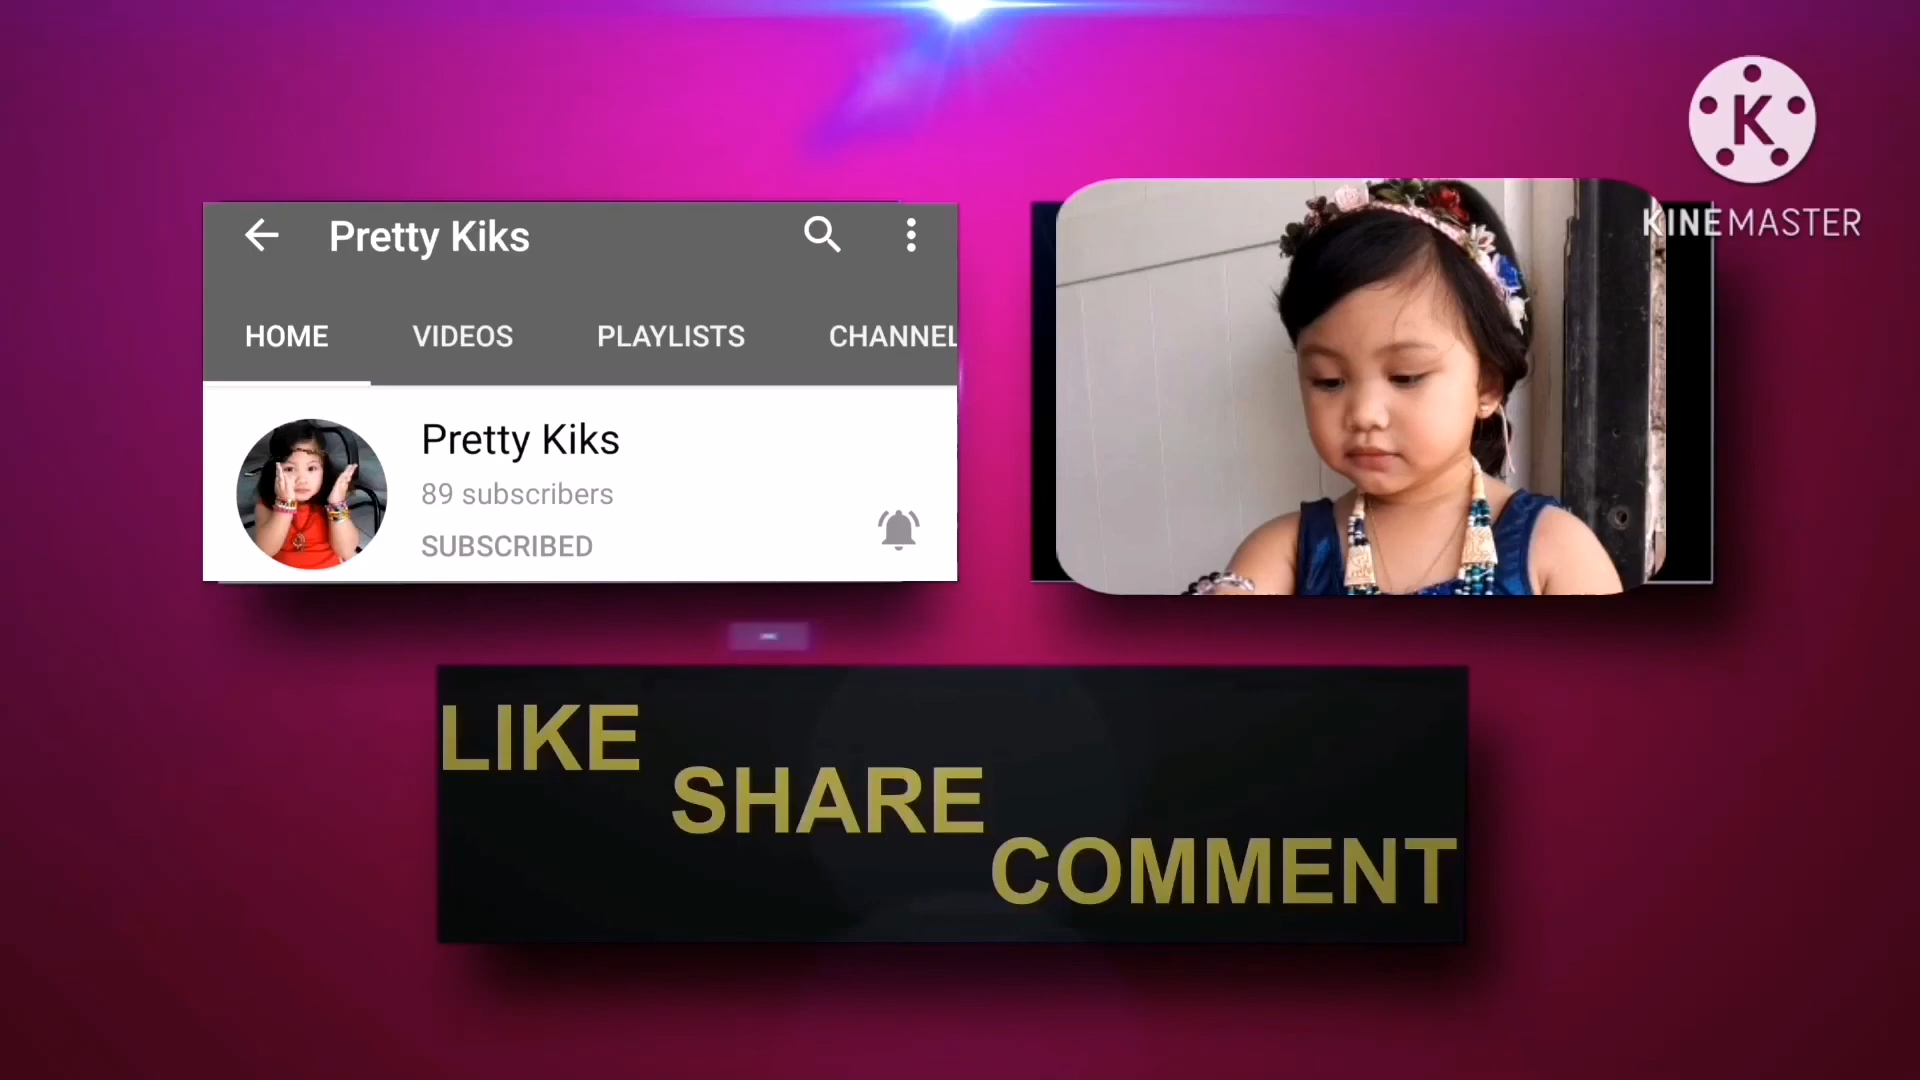 Pretty Kiks
HOME VIDEOS PLAYLISTS CHANNEL
Pretty Kiks
89 subscribers
SUBSCRIBED
K
KINEMASTER
LIKE
SHARE
COMMENT